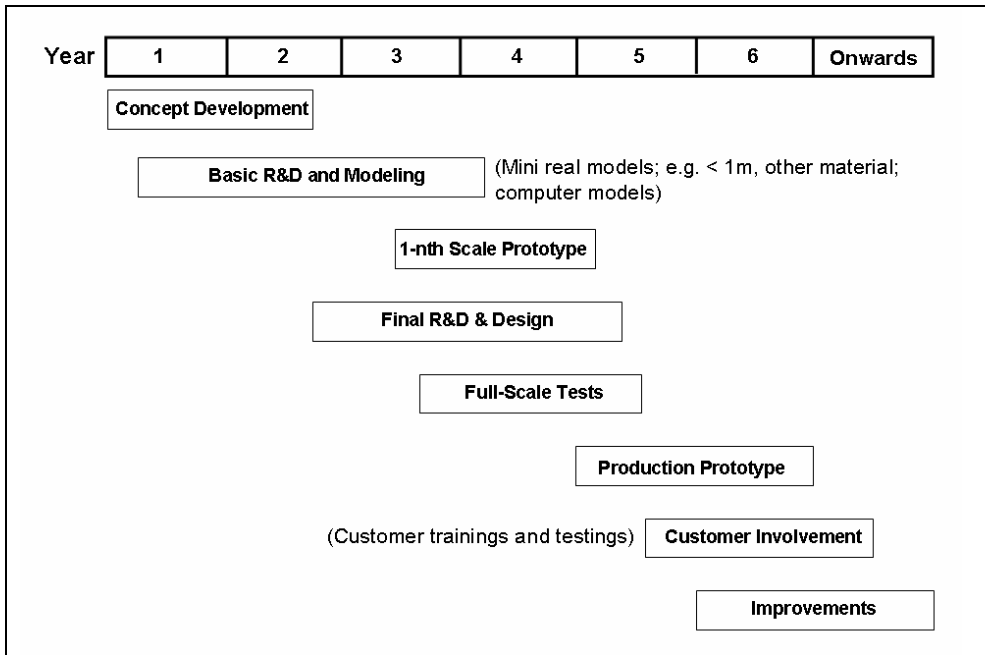 Year 1 2 3 4 5 6 Onwards
Concept Development
Basic R&D and Modeling (Mini real models; e.g. < 1m, other material;
computer models)
1-nth Scale Prototype
Final R&D & Design
Full-Scale Tests
Production Prototype
(Customer trainings and testings) Customer Involvement
Improvements